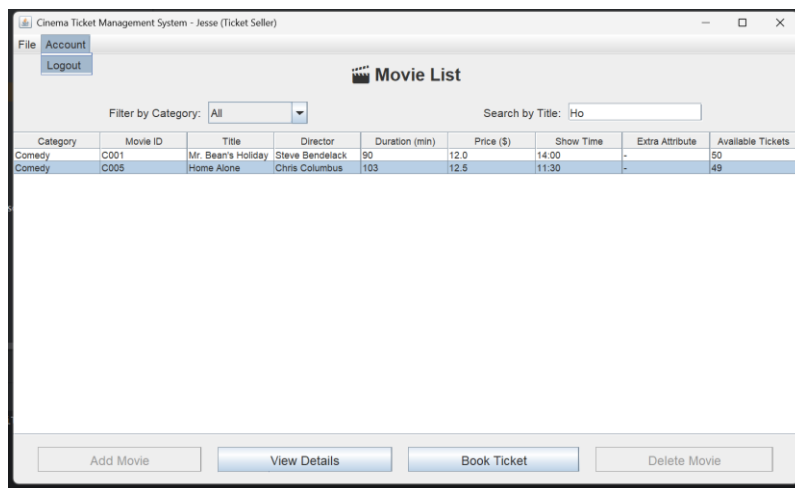 Cinema Ticket Management System - Jesse (Ticket Seller)
File Account
Logout
Movie List
Filter by Category: All Search by Title: Ho
Category Movie ID Title Director Duration (min) Price ($) Show Time Extra Attribute Available Tickets
Comedy C001 Mr. Bean's Holiday Steve Bendelack 90 12.0 14:00 - 50
Comedy C005 Home Alone Chris Columbus 103 12.5 11:30 - 49
Add Movie View Details Book Ticket Delete Movie